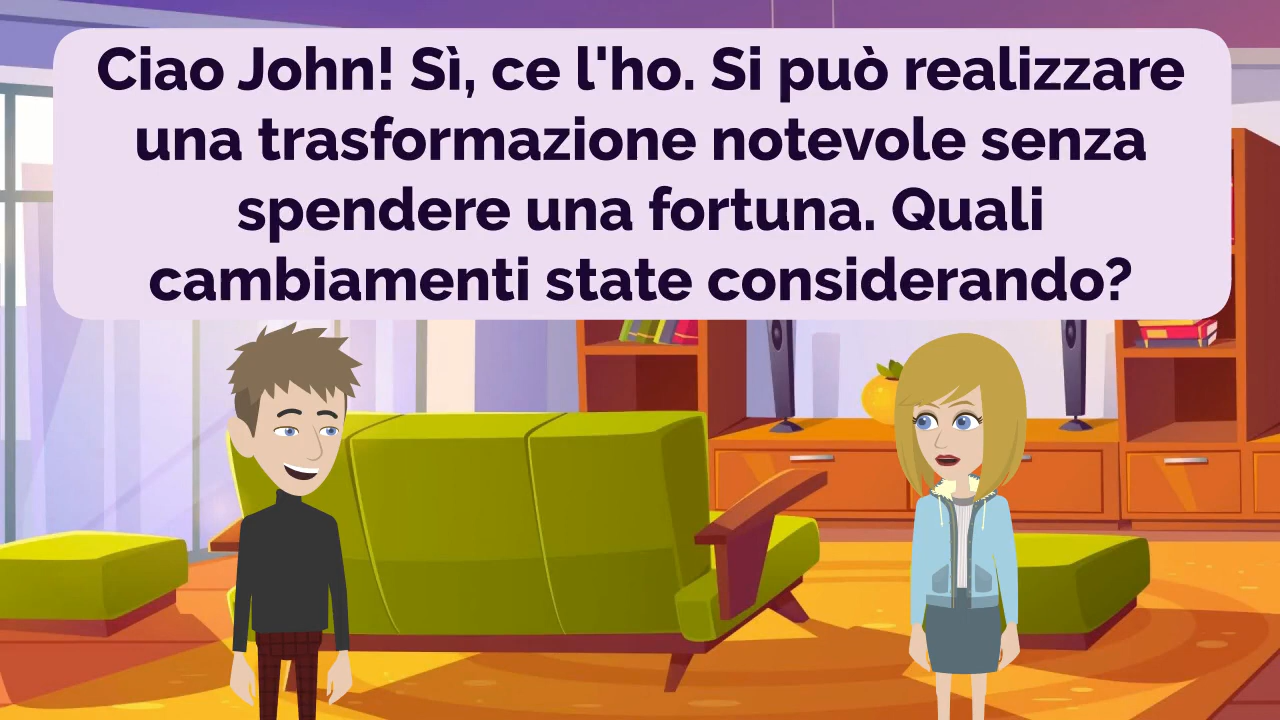 Ciao John! Sì, ce l'ho. Si può realizzare
una trasformazione notevole senza
spendere una fortuna. Quali
cambiamenti state considerando?